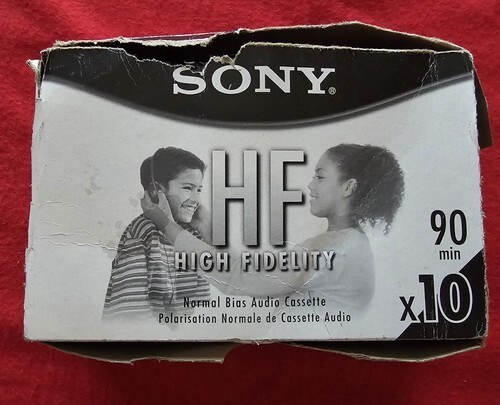 SONY®
HF
HIGH FIDELITY
90
min
Normal Bias Audio Cassette
Polarisation Normale de Cassette Audio
x10